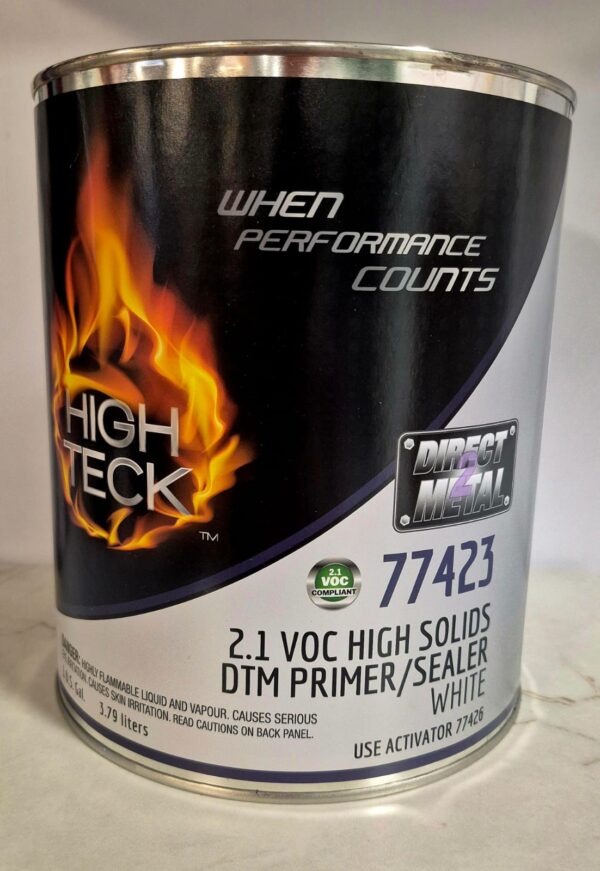 WHEN
PERFORMANCE
COUNTS
HIGH
TECK
TM
DIRECT
2
METAL
2.1
VOC
COMPLIANT
77423
2.1 VOC HIGH SOLIDS
DTM PRIMER/SEALER
WHITE
DANGER: HIGHLY FLAMMABLE LIQUID AND VAPOUR. CAUSES SERIOUS
CAUSES SKIN IRRITATION. READ CAUTIONS ON BACK PANEL.
U.S. Gal.
3.79 liters
USE ACTIVATOR 77426